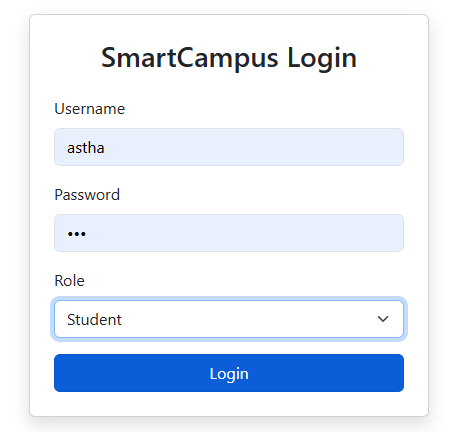 SmartCampus Login
Username
astha
Password
•••
Role
Student
Login